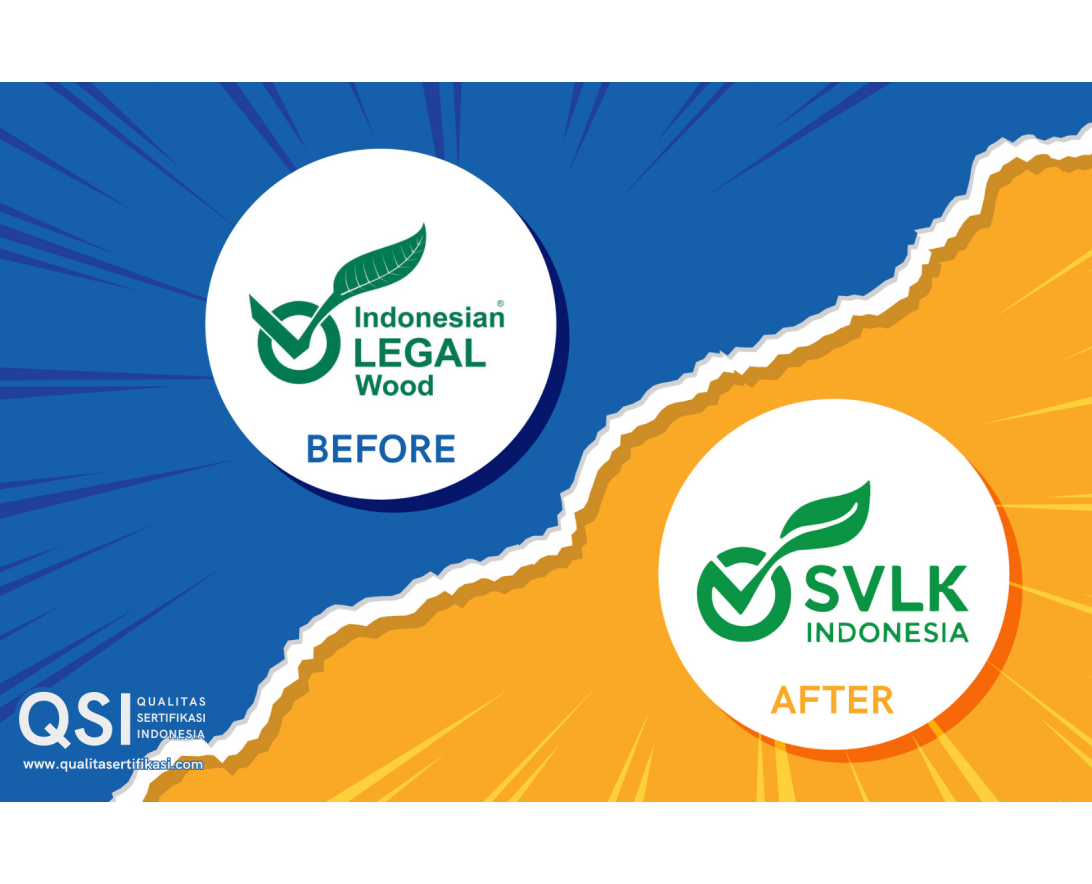 Indonesian®
LEGAL
Wood
BEFORE
SVLK
INDONESIA
AFTER
QSI
QUALITAS
SERTIFIKASI
INDONESIA
www.qualitasertifikasi.com